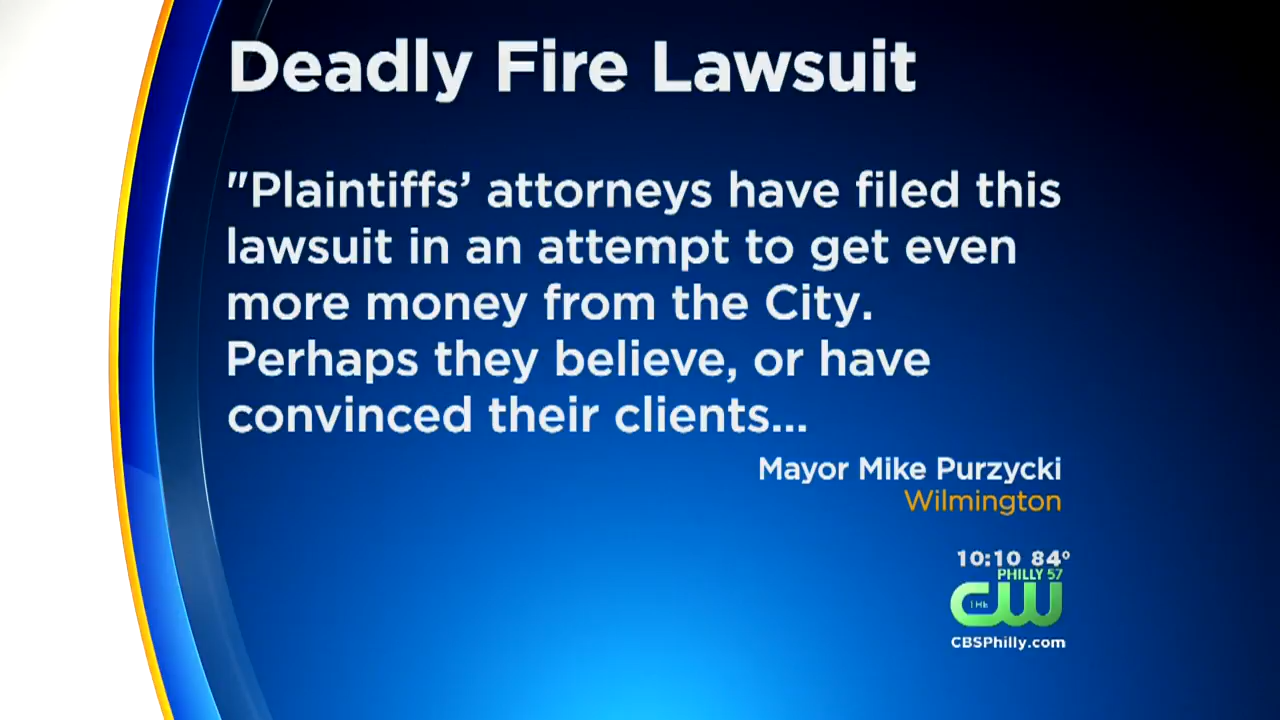 Deadly Fire Lawsuit
"Plaintiffs’ attorneys have filed this
lawsuit in an attempt to get even
more money from the City.
Perhaps they believe, or have
convinced their clients...
Mayor Mike Purzycki
Wilmington
10:10 84°
PHILLY 57
THE CW
CBSPhilly.com